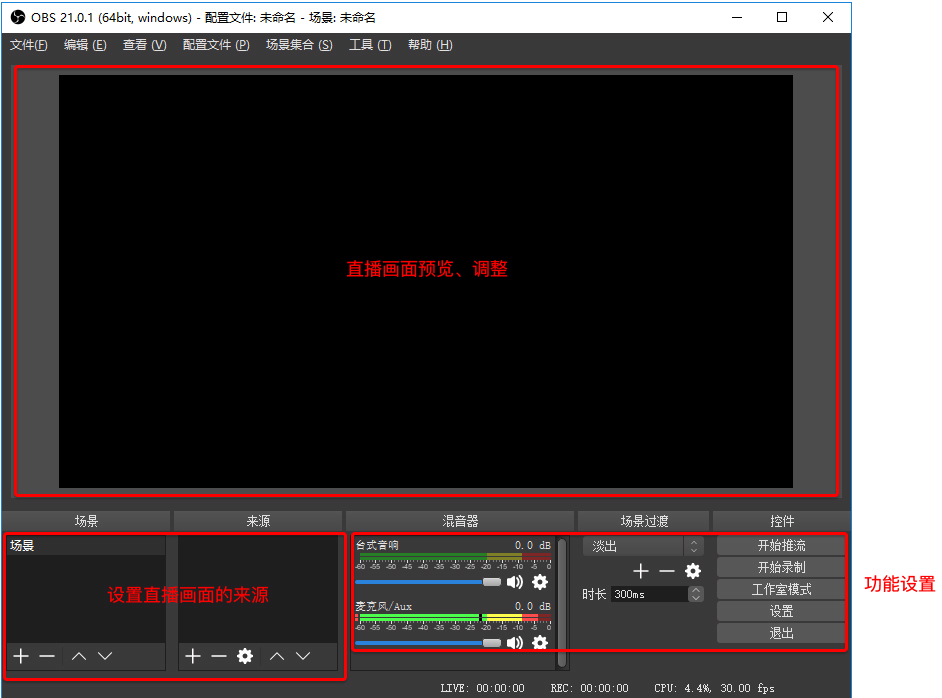 OBS 21.0.1 (64bit, windows) - 配置文件: 未命名 - 场景: 未命名
文件(F) 编辑 (E) 查看 (V) 配置文件 (P) 场景集合 (S) 工具 (T) 帮助 (H)
直播画面预览、调整
场景 来源 混音器 场景过渡 控件
场景
设置直播画面的来源
台式音响 0.0 dB
-60 -55 -50 -45 -40 -35 -30 -25 -20 -15 -10 -5 0
麦克风/Aux 0.0 dB
-60 -55 -50 -45 -40 -35 -30 -25 -20 -15 -10 -5 0
淡出
时长 300ms
开始推流
开始录制
工作室模式
设置
退出
功能设置
LIVE: 00:00:00 REC: 00:00:00 CPU: 4.4%, 30.00 fps